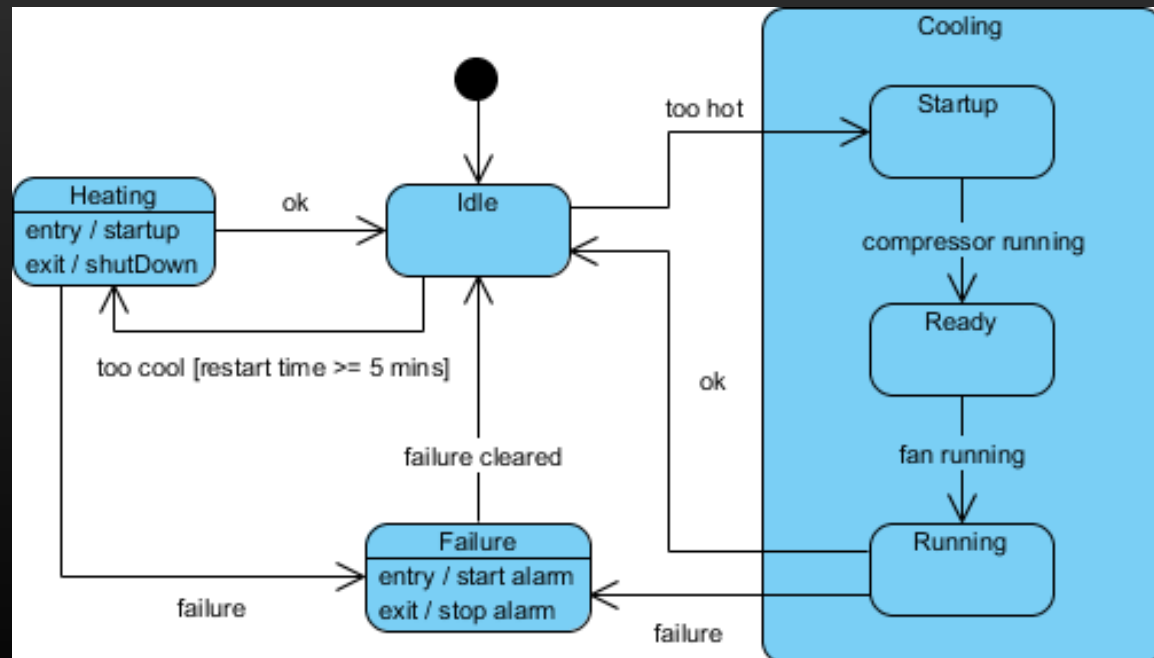 Cooling
too hot
Startup
Heating
entry / startup
exit / shutDown
ok
Idle
compressor running
Ready
too cool [restart time >= 5 mins]
ok
failure cleared
fan running
Failure
entry / start alarm
exit / stop alarm
Running
failure
failure